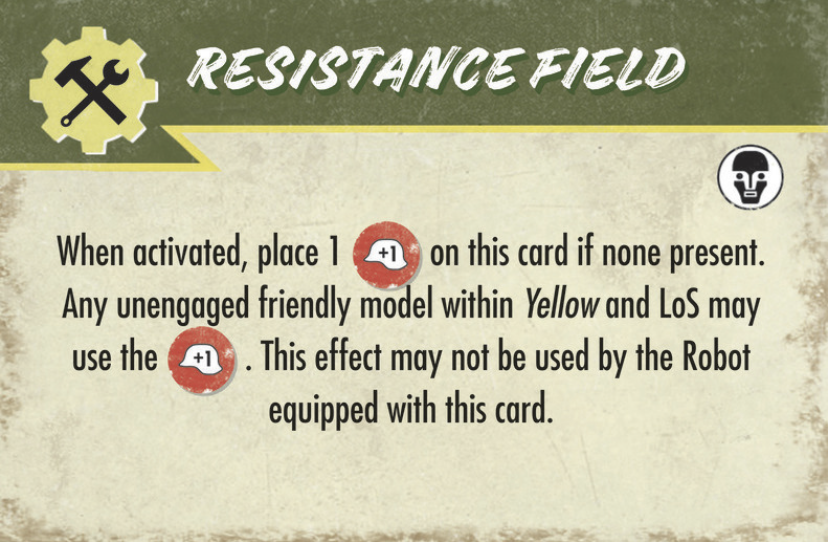 RESISTANCE FIELD
When activated, place 1 +1 on this card if none present.
Any unengaged friendly model within Yellow and LoS may
use the +1 . This effect may not be used by the Robot
equipped with this card.